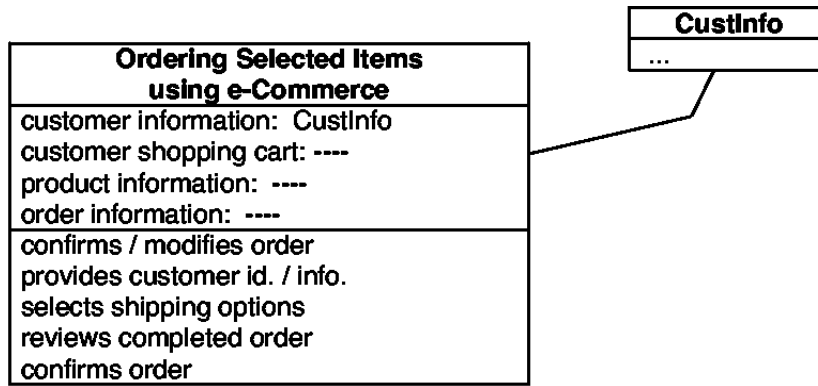 CustInfo
...
Ordering Selected Items
using e-Commerce
customer information: CustInfo
customer shopping cart: ----
product information: ----
order information: ----
confirms / modifies order
provides customer id. / info.
selects shipping options
reviews completed order
confirms order